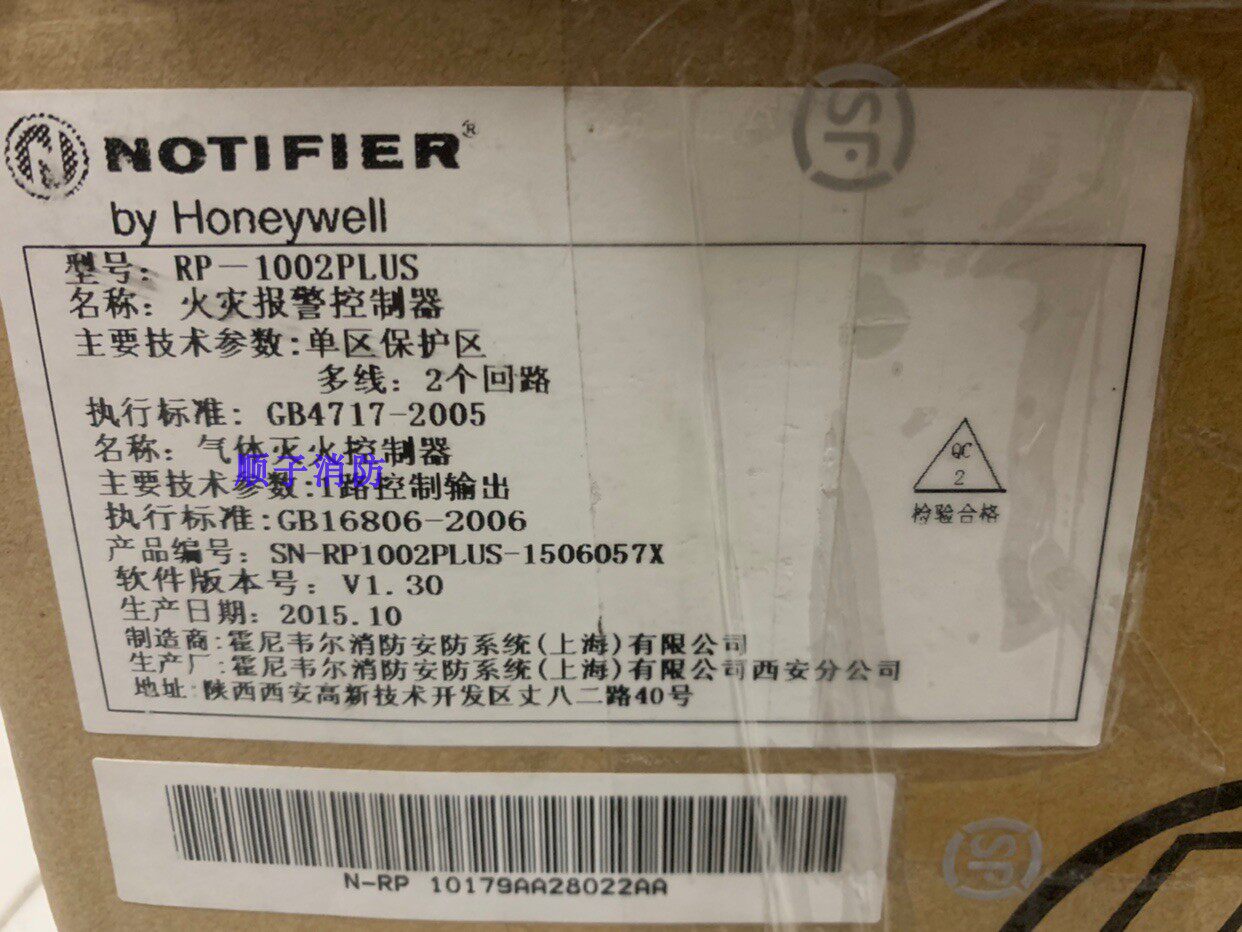 NOTIFIER®
by Honeywell
型号: RP-1002PLUS
名称: 火灾报警控制器
主要技术参数:单区保护区
多线: 2个回路
执行标准: GB4717-2005
名称: 气体灭火控制器
顺子消防
主要技术参数:1路控制输出
执行标准:GB16806-2006
产品编号: SN-RP1002PLUS-1506057X
软件版本号: V1.30
生产日期: 2015.10
制造商:霍尼韦尔消防安防系统(上海)有限公司
生产厂:霍尼韦尔消防安防系统(上海)有限公司西安分公司
地址:陕西西安高新技术开发区丈八二路40号
QC
2
检验合格
N-RP 10179AA28022AA